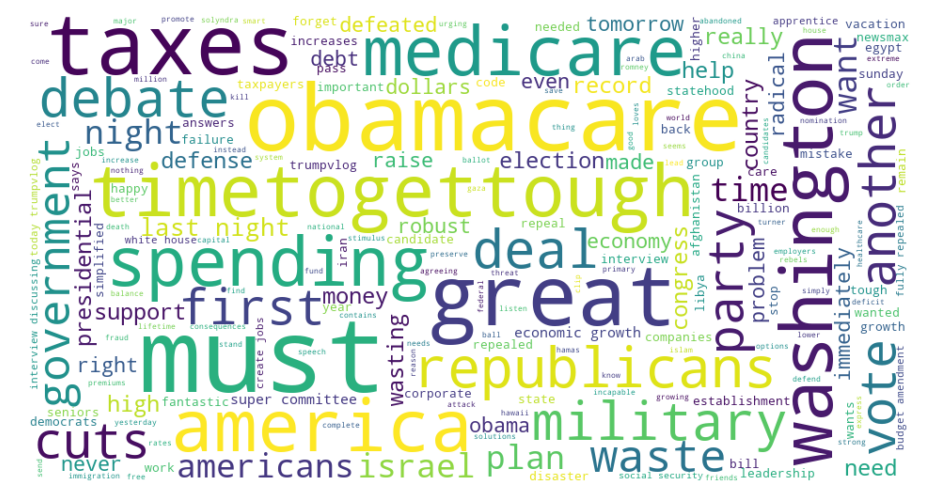 sure
major
promote
solyndra
smart
urging
forget
defeated
needed
tomorrow
higher
really
abandoned
house
apprentice
vacation
come
taxes
increases
debt
pass
medicare
china
newsmax
million
arab
romney
egypt
extreme
debate
taxpayers
important
dollars
code
even
record
help
statehood
sunday
order
kill
obamacare
save
world
back
radical
want
elect
night
answers
failure
instead
thing
good
loves
seems
country
candidates
nomination
trump
mistake
another
remain
government
jobs
defense
trumpvlog
raise
ballot
election
made
group
lead
care
says
increase
nothing
system
happy
better
timetogettough
gaza
time
billion
washington
today trumpvlog
interview discussing
presidential
simplified
death
last night
national
robust
repeal
afghanistan
party
turner
enough
healthcare
fully repealed
white house
capital
stimulus
iran
candidate
preserve
deal
economy
interview
congress
libya
problem
stop
employers
rebels
spending
fund
agreeing
threat
primary
tough
balance
find
first
money
year
great
federal
slip
simply
deficit
support
lifetime
contains
listen
companies
wanted
growth
immediately
fraud
consequences
stand
must
speech
create jobs
wasting
needs
repealed
ball
economic growth
lower
vote
right
reason
hamas
republicans
islam
options
premiums
know
defend
budget amendment
seniors
high
fantastic
super committee
corporate
attack
incapable
growing
establishment
democrats
yesterday
america
hawaii
state
military
wants
express
strong
cuts
rates
complete
obama
solutions
friends
never
work
americans
israel
plan
waste
bill
need
send
immigration
free
disaster
social security
leadership